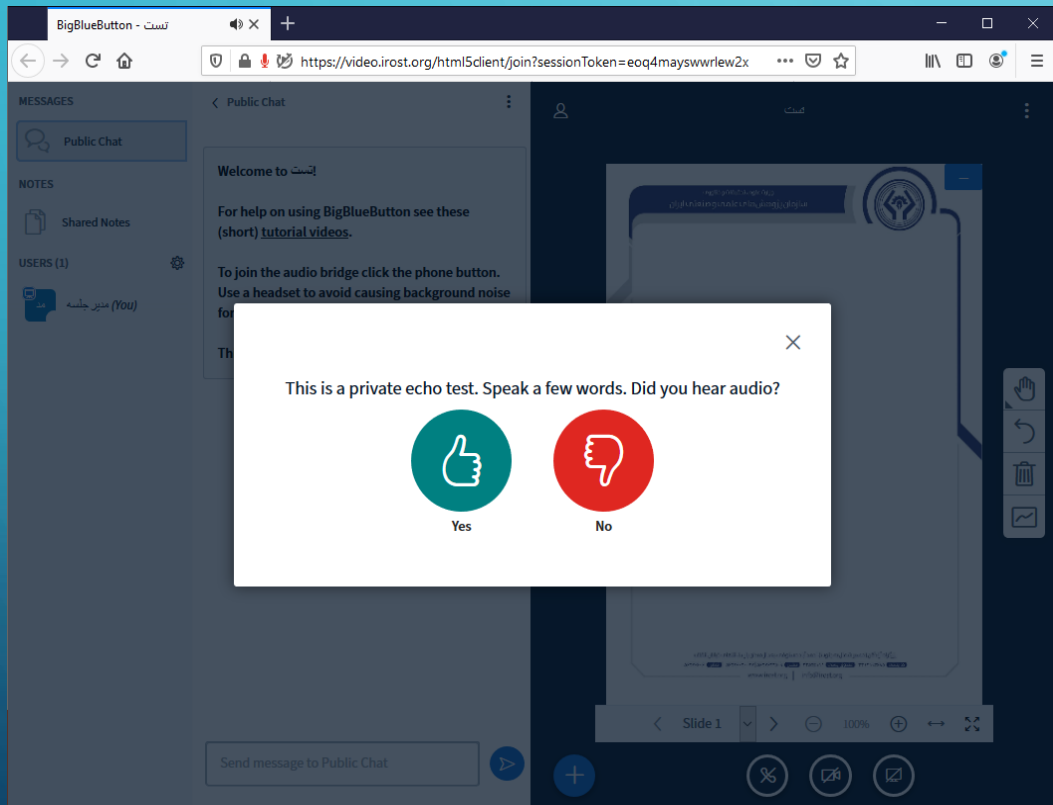 BigBlueButton - تست
https://video.irost.org/html5client/join?sessionToken=eoq4mayswwrlew2x
MESSAGES
Public Chat
NOTES
Shared Notes
USERS (1)
مدیر جلسه (You)
مد
Public Chat
Welcome to تست!
For help on using BigBlueButton see these
(short) tutorial videos.
To join the audio bridge click the phone button.
Use a headset to avoid causing background noise
for
Th
Send message to Public Chat
تست
This is a private echo test. Speak a few words. Did you hear audio?
Yes
No
Slide 1
100%